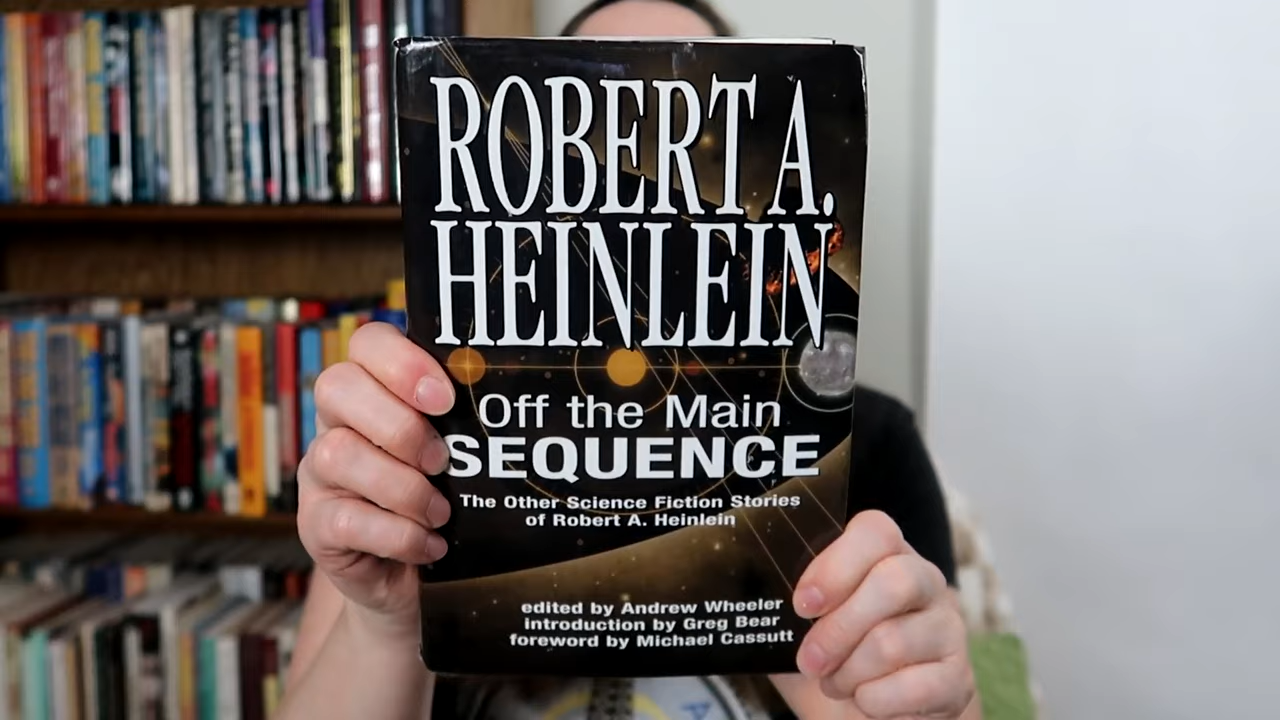 ROBERT A.
HEINLEIN
Off the Main
SEQUENCE
The Other Science Fiction Stories
of Robert A. Heinlein
edited by Andrew Wheeler
introduction by Greg Bear
foreword by Michael Cassutt